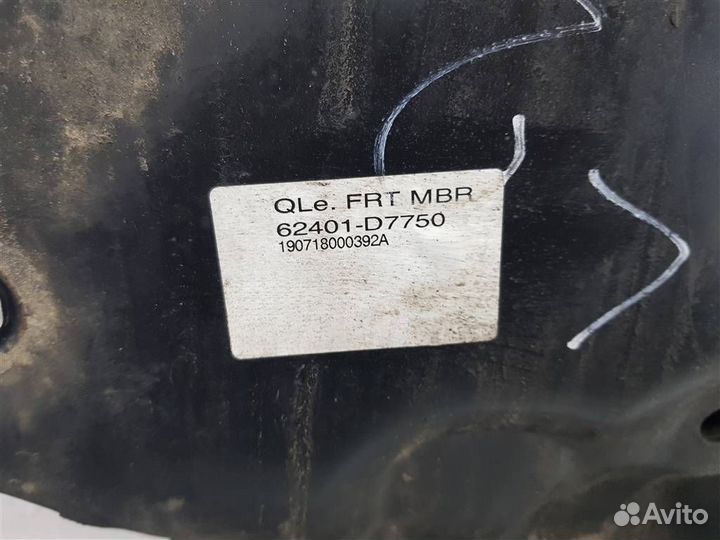 QLe. FRT MBR
62401-D7750
190718000392A
Avito